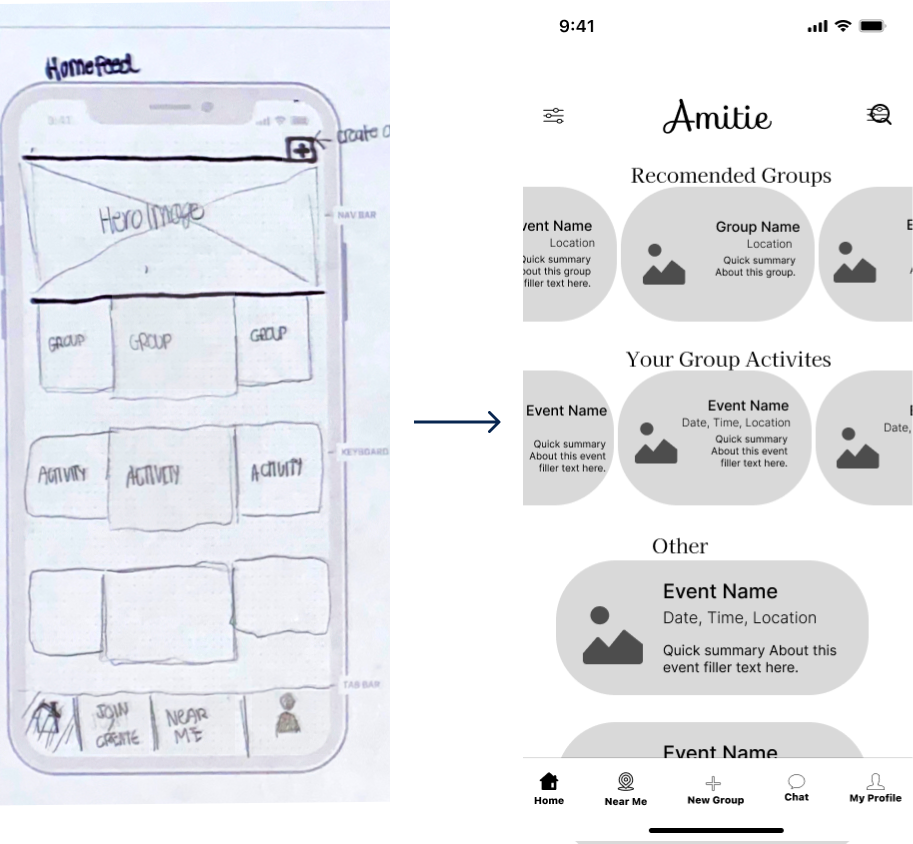 Homefeed
9:41
create
Hero Image
NAV BAR
GROUP
GROUP
GROUP
KEYBOARD
ACTIVITY
ACTIVITY
ACTIVITY
TAB BAR
JOIN
CREATE
NEAR
ME
9:41
Amitie
Recomended Groups
vent Name
Location
Quick summary
bout this group
filler text here.
Group Name
Location
Quick summary
About this group.
E
Your Group Activites
Event Name
Quick summary
About this event
filler text here.
Event Name
Date, Time, Location
Quick summary
About this event
filler text here.
E
Date,
Other
Event Name
Date, Time, Location
Quick summary About this
event filler text here.
Event Name
Home
Near Me
New Group
Chat
My Profile